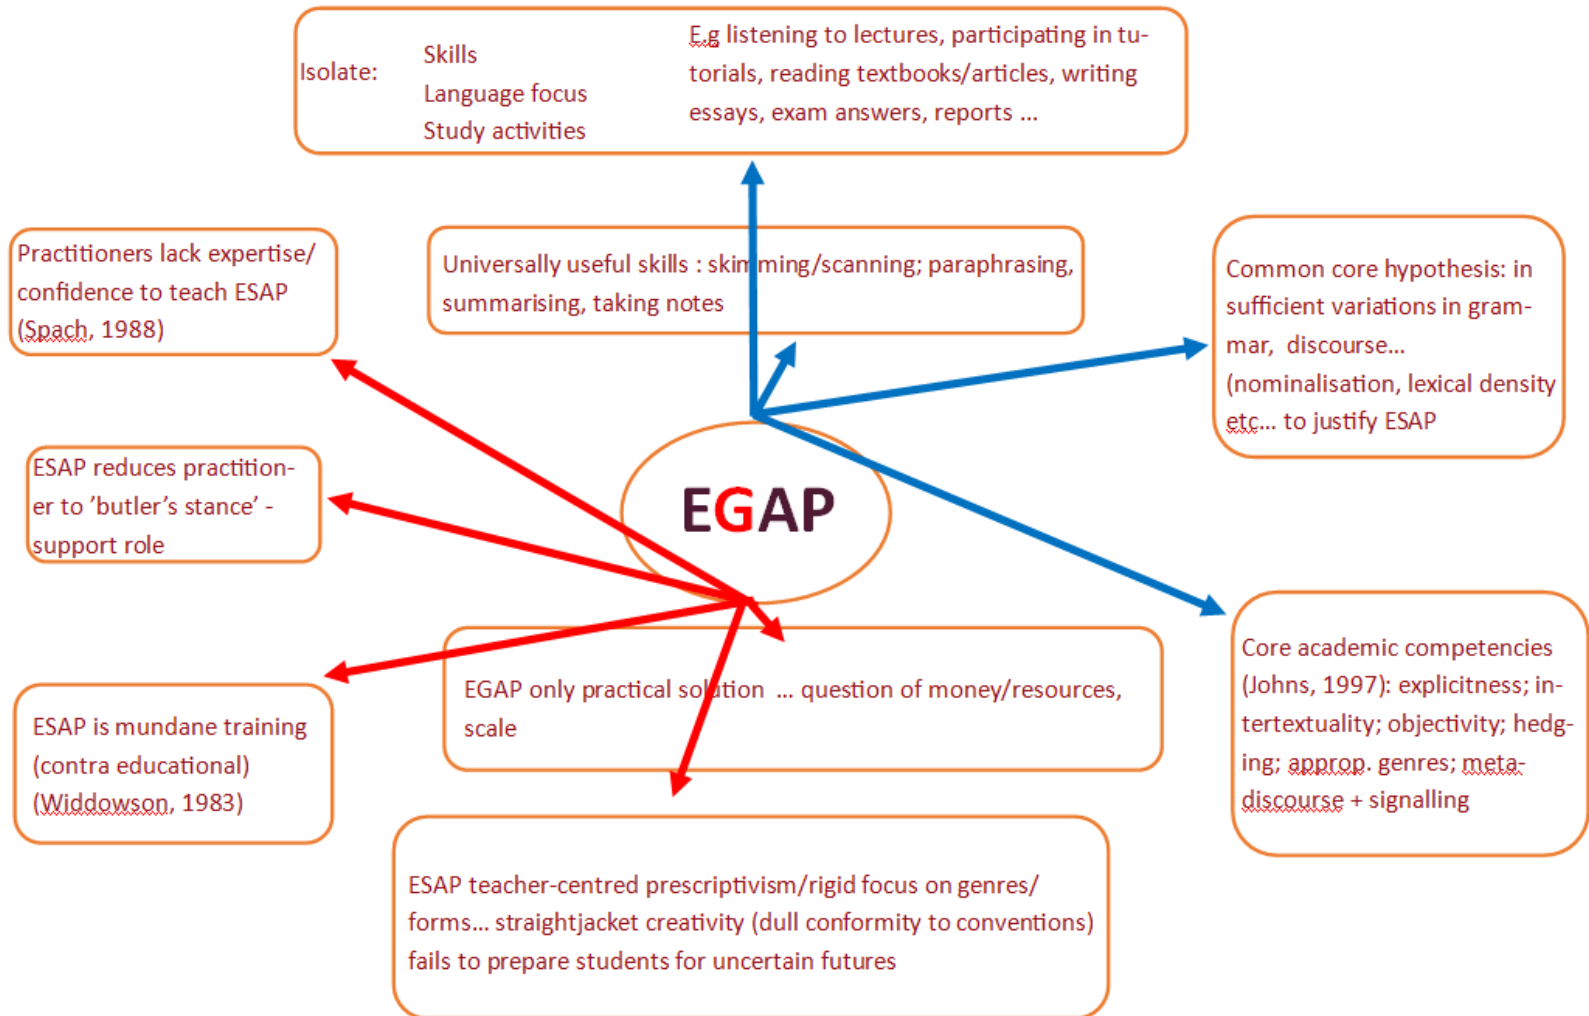 Isolate:
Skills
Language focus
Study activities
E.g listening to lectures, participating in tu-
torials, reading textbooks/articles, writing
essays, exam answers, reports ...
Practitioners lack expertise/
confidence to teach ESAP
(Spach, 1988)
Universally useful skills : skimming/scanning; paraphrasing,
summarising, taking notes
Common core hypothesis: in
sufficient variations in gram-
mar, discourse...
(nominalisation, lexical density
etc... to justify ESAP
ESAP reduces practition-
er to ’butler’s stance’ -
support role
EGAP
Core academic competencies
(Johns, 1997): explicitness; in-
tertextuality; objectivity; hedg-
ing; approp. genres; meta-
discourse + signalling
ESAP is mundane training
(contra educational)
(Widdowson, 1983)
EGAP only practical solution ... question of money/resources,
scale
ESAP teacher-centred prescriptivism/rigid focus on genres/
forms... straightjacket creativity (dull conformity to conventions)
fails to prepare students for uncertain futures